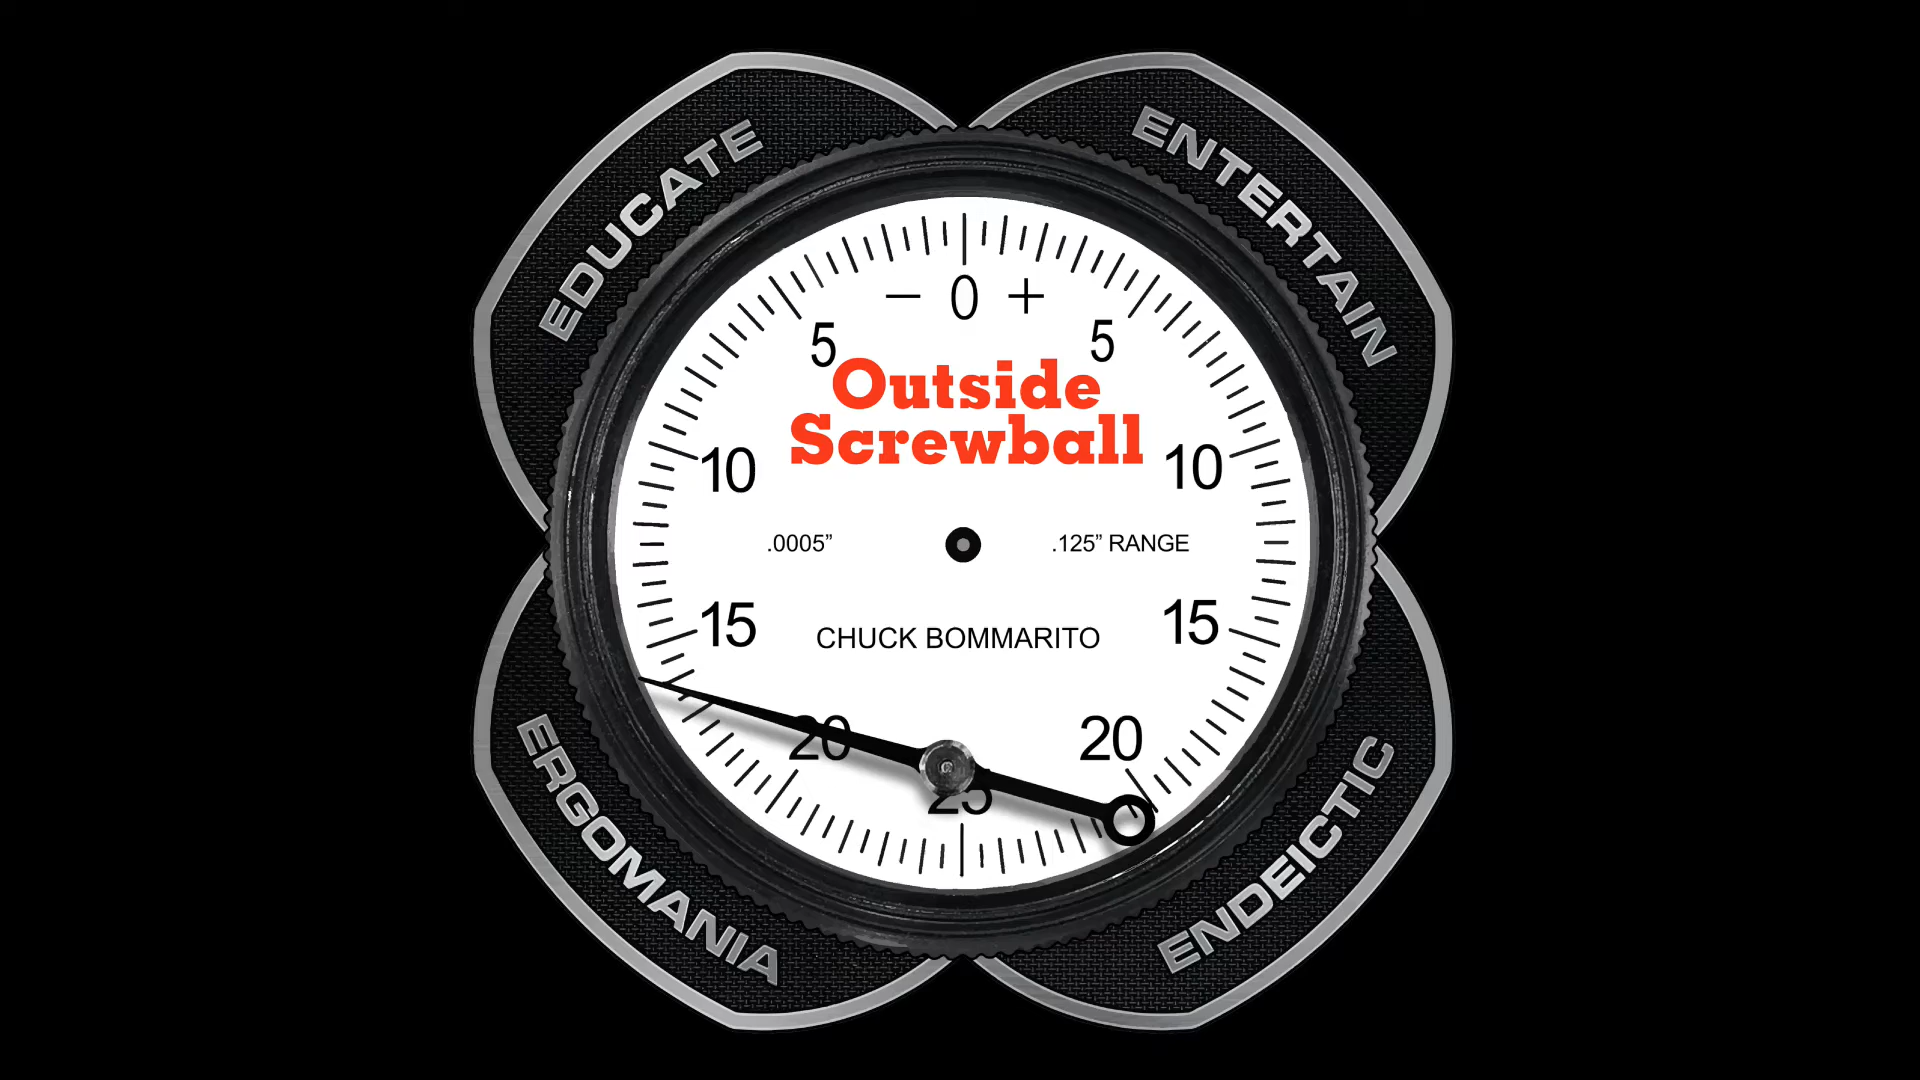 EDUCATE
ENTERTAIN
− 0 +
5 5
Outside
Screwball
10 10
.0005” .125” RANGE
15 15
CHUCK BOMMARITO
20 20
25
ERGOMANIA
ENDEICTIC